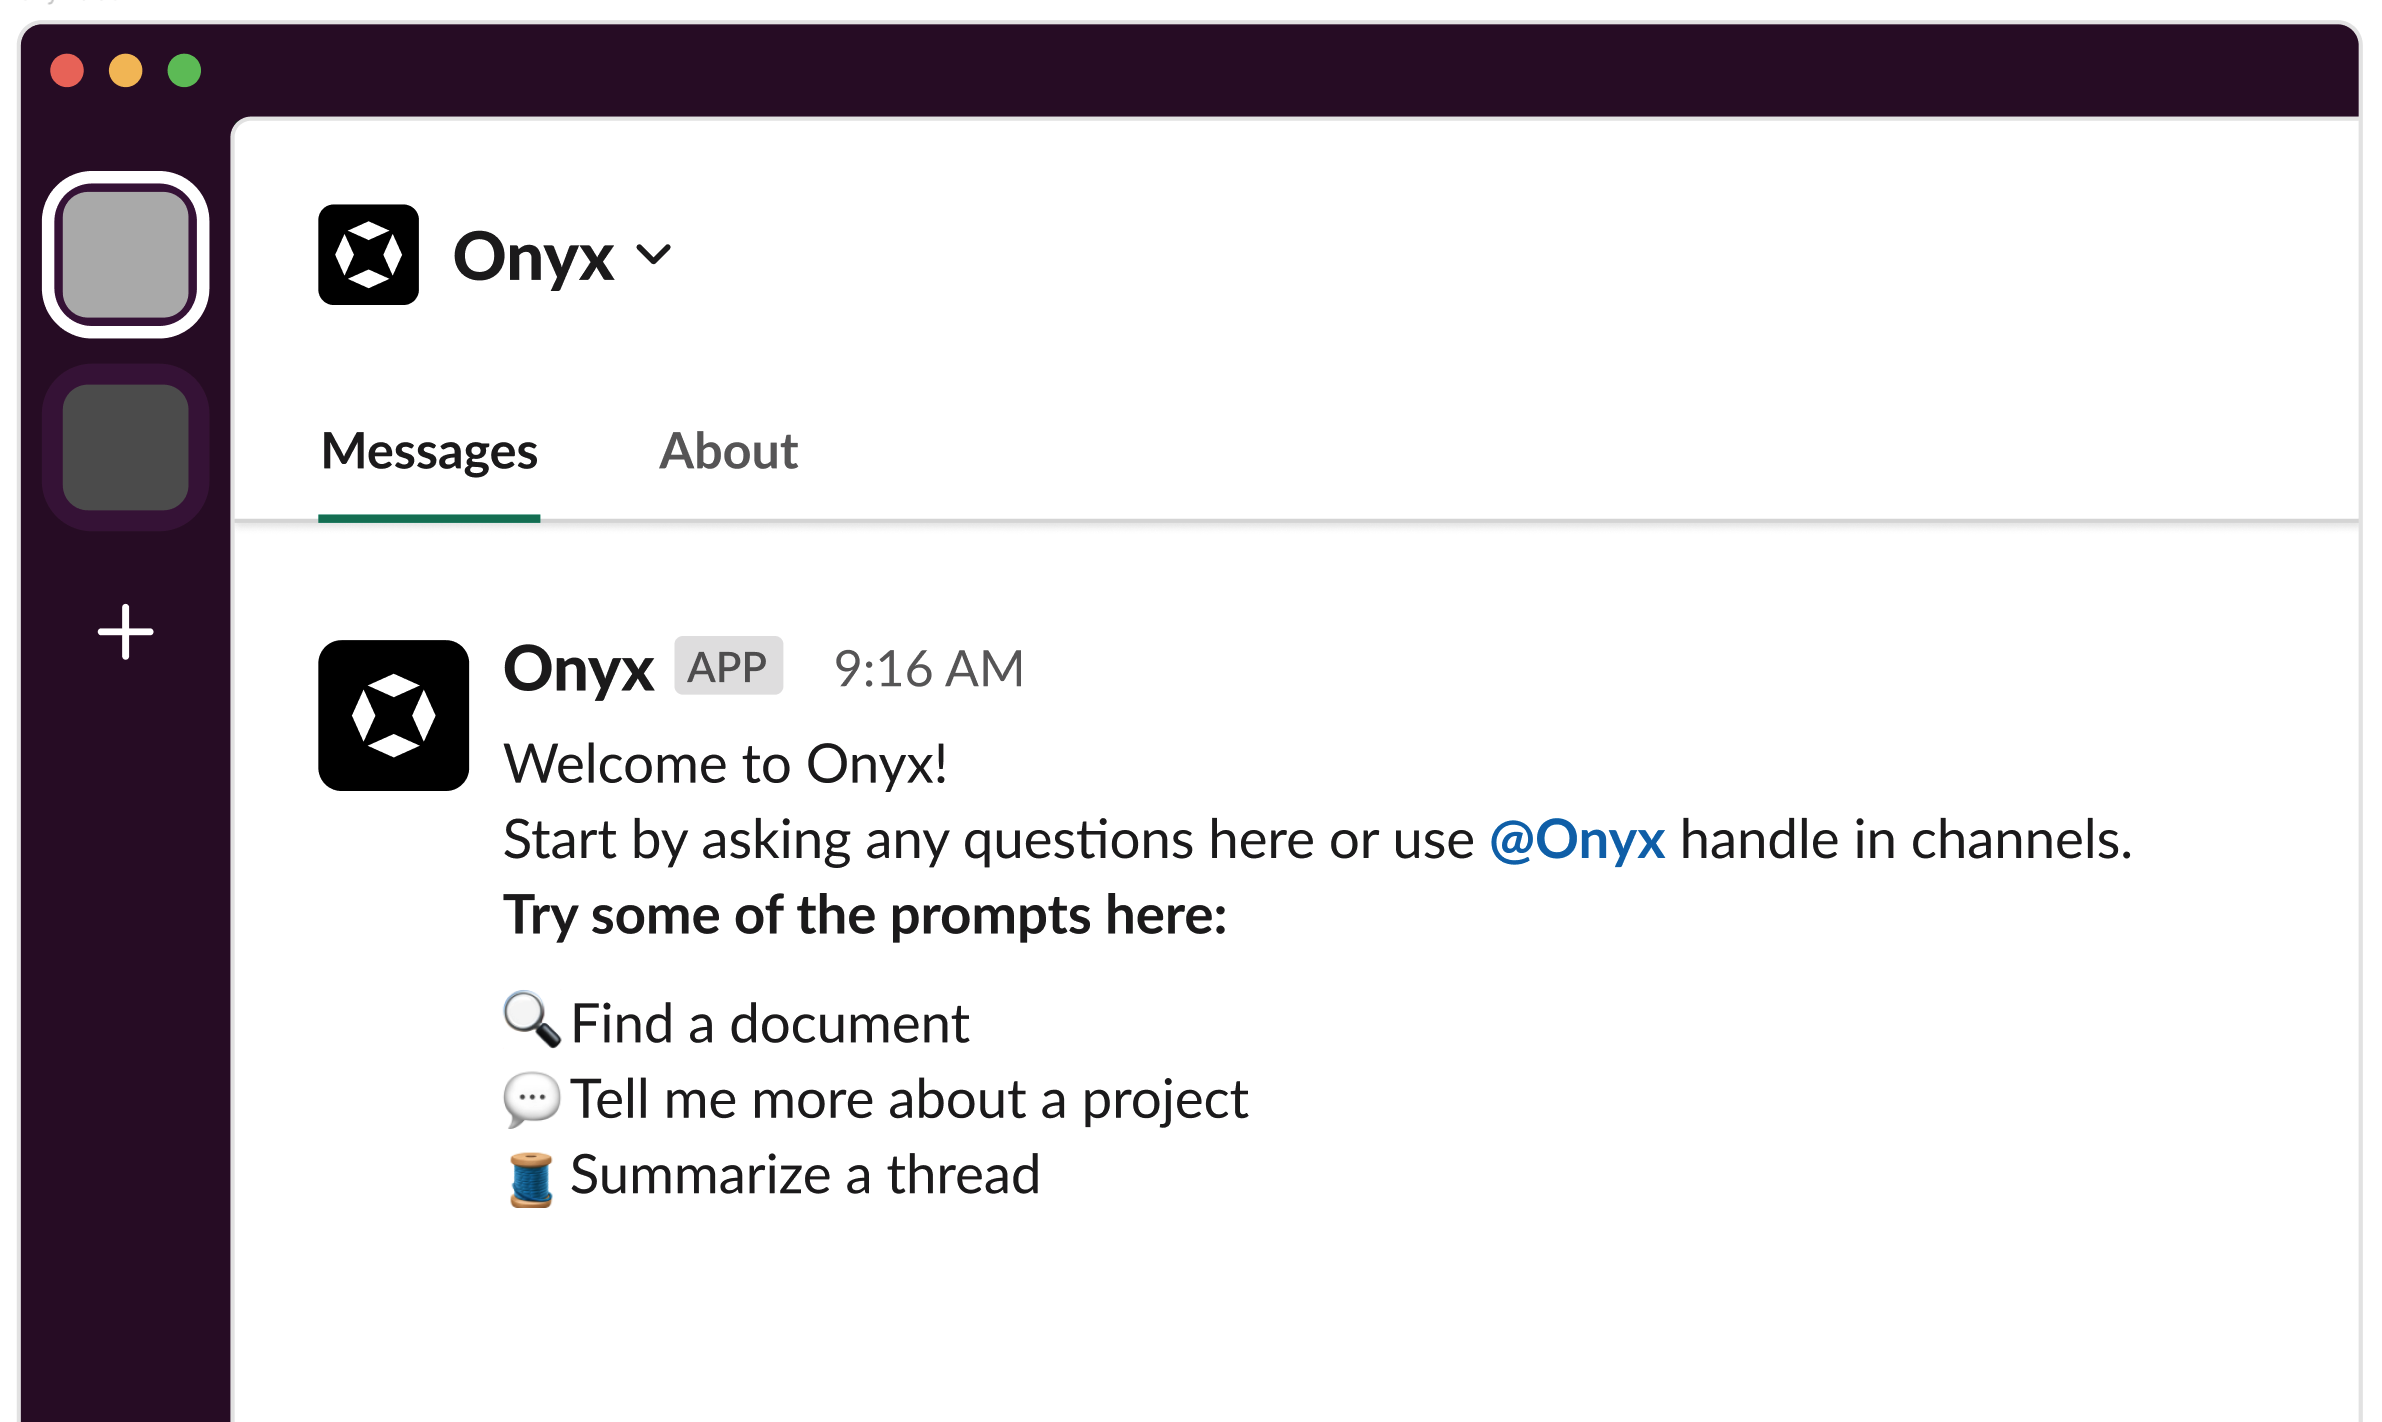 Onyx
Messages About
Onyx APP 9:16 AM
Welcome to Onyx!
Start by asking any questions here or use @Onyx handle in channels.
Try some of the prompts here:
Find a document
Tell me more about a project
Summarize a thread